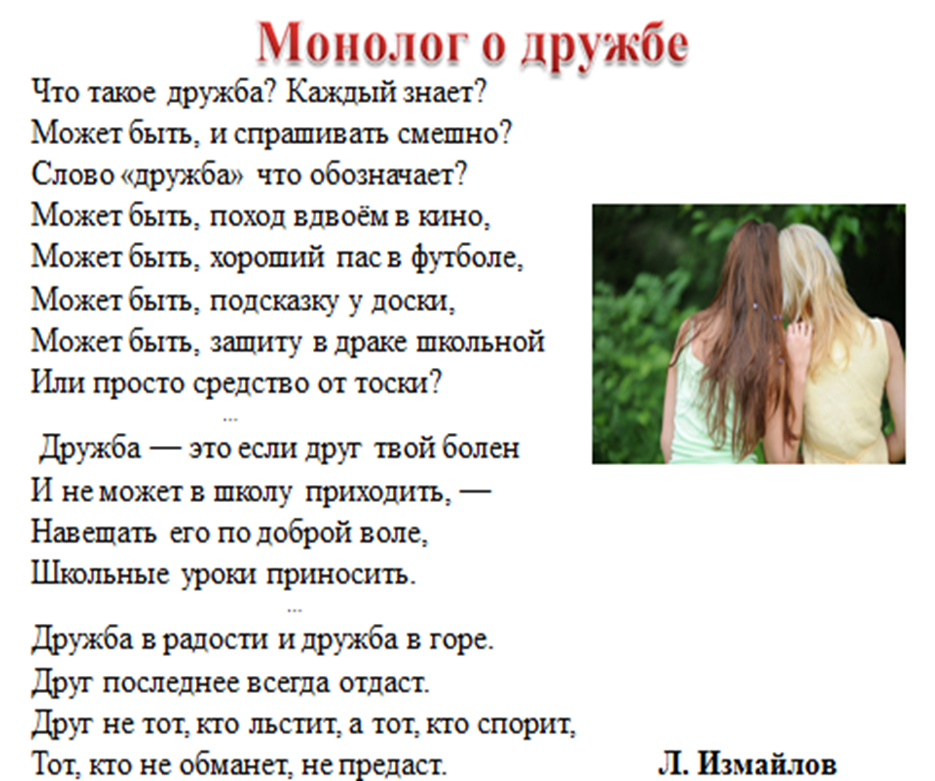 Монолог о дружбе
Что такое дружба? Каждый знает?
Может быть, и спрашивать смешно?
Слово «дружба» что обозначает?
Может быть, поход вдвоём в кино,
Может быть, хороший пас в футболе,
Может быть, подсказку у доски,
Может быть, защиту в драке школьной
Или просто средство от тоски?
...
Дружба — это если друг твой болен
И не может в школу приходить, —
Навещать его по доброй воле,
Школьные уроки приносить.
...
Дружба в радости и дружба в горе.
Друг последнее всегда отдаст.
Друг не тот, кто льстит, а тот, кто спорит,
Тот, кто не обманет, не предаст.
Л. Измайлов